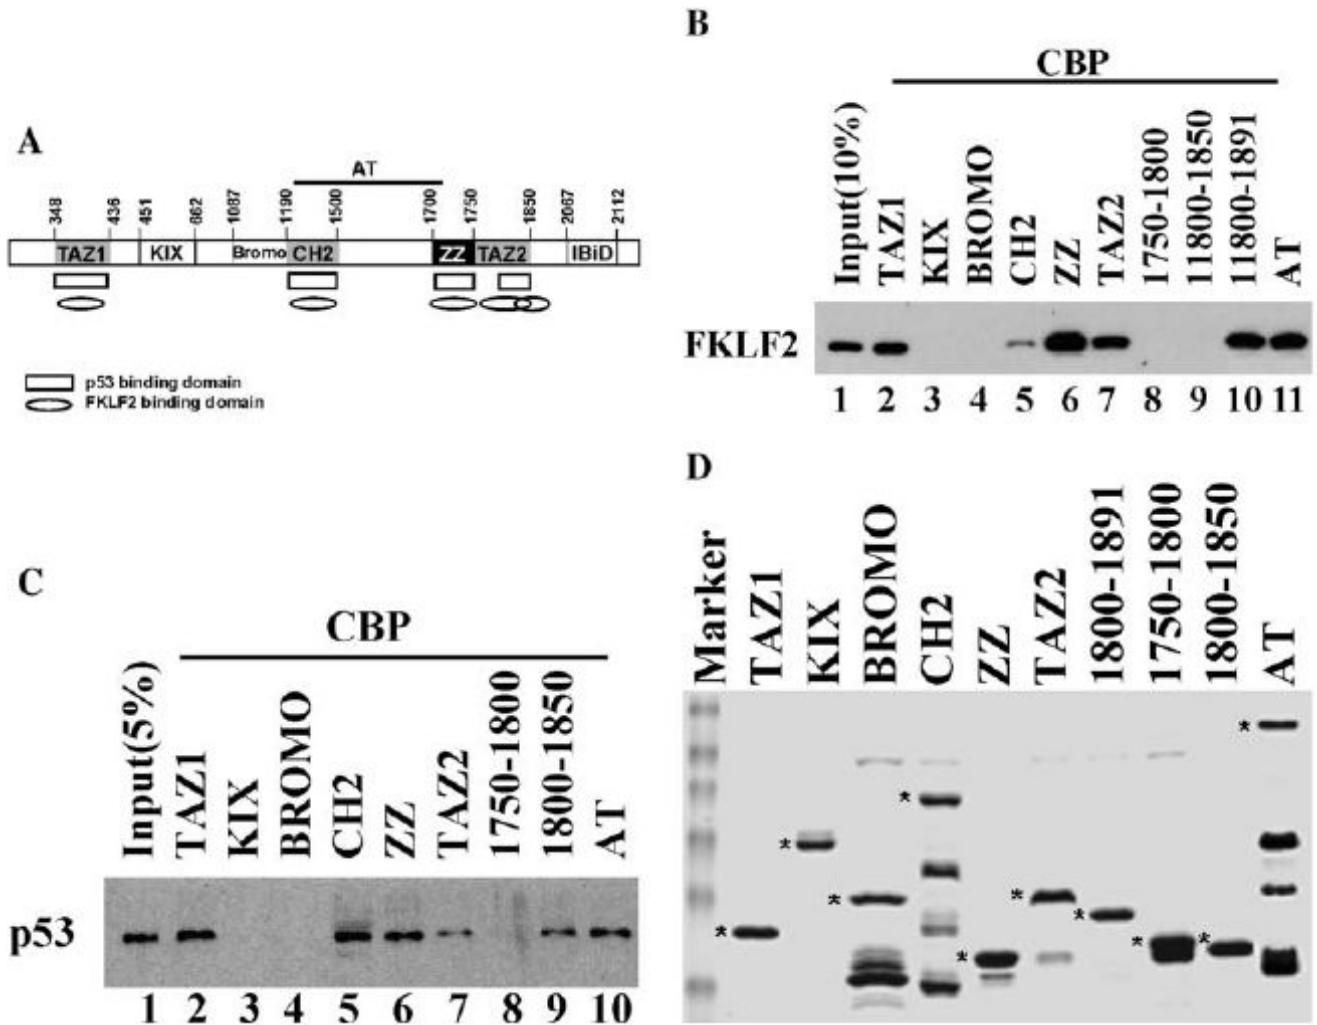 A
AT
348 436 451 662 1087 1190 1500 1700 1750 1850 2067 2112
TAZ1 KIX Bromo CH2 ZZ TAZ2 IBiD
p53 binding domain
FKLF2 binding domain
B
CBP
Input(10%) TAZ1 KIX BROMO CH2 ZZ TAZ2 1750-1800 11800-1850 11800-1891 AT
FKLF2
1 2 3 4 5 6 7 8 9 10 11
C
CBP
Input(5%) TAZ1 KIX BROMO CH2 ZZ TAZ2 1750-1800 1800-1850 AT
p53
1 2 3 4 5 6 7 8 9 10
D
Marker TAZ1 KIX BROMO CH2 ZZ TAZ2 1800-1891 1750-1800 1800-1850 AT
* * * * * * * * * *